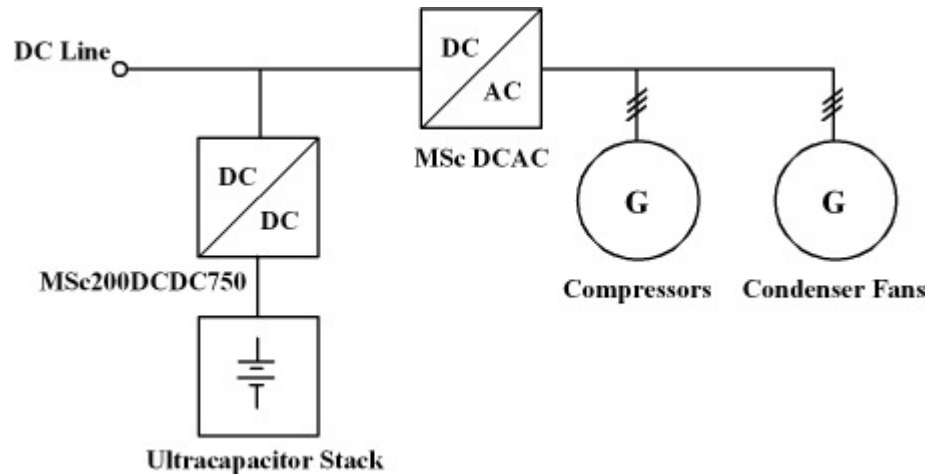 DC Line
DC
AC
MSc DCAC
DC
DC
MSc200DCDC750
G
G
Compressors
Condenser Fans
Ultracapacitor Stack